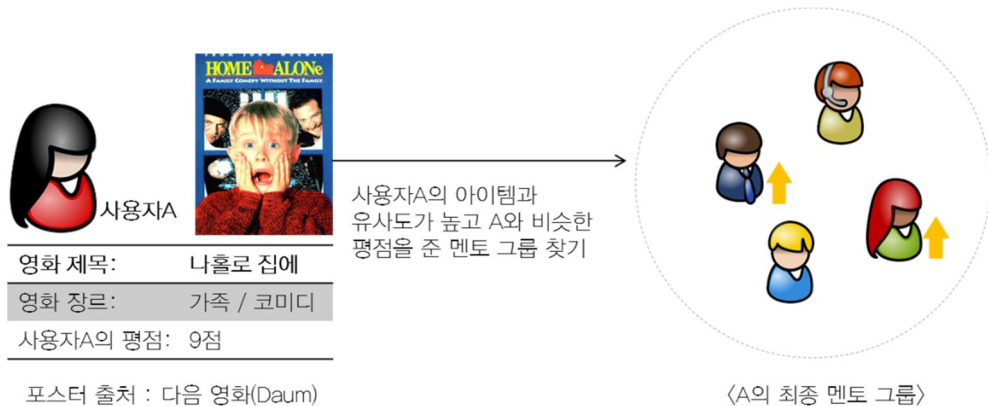 HOME ALONe
A FAMILY COMEDY WITHOUT THE FAMILY.
사용자A
사용자A의 아이템과
유사도가 높고 A와 비슷한
평점을 준 멘토 그룹 찾기
영화 제목: 나홀로 집에
영화 장르: 가족 / 코미디
사용자A의 평점: 9점
포스터 출처 : 다음 영화(Daum)
〈A의 최종 멘토 그룹〉